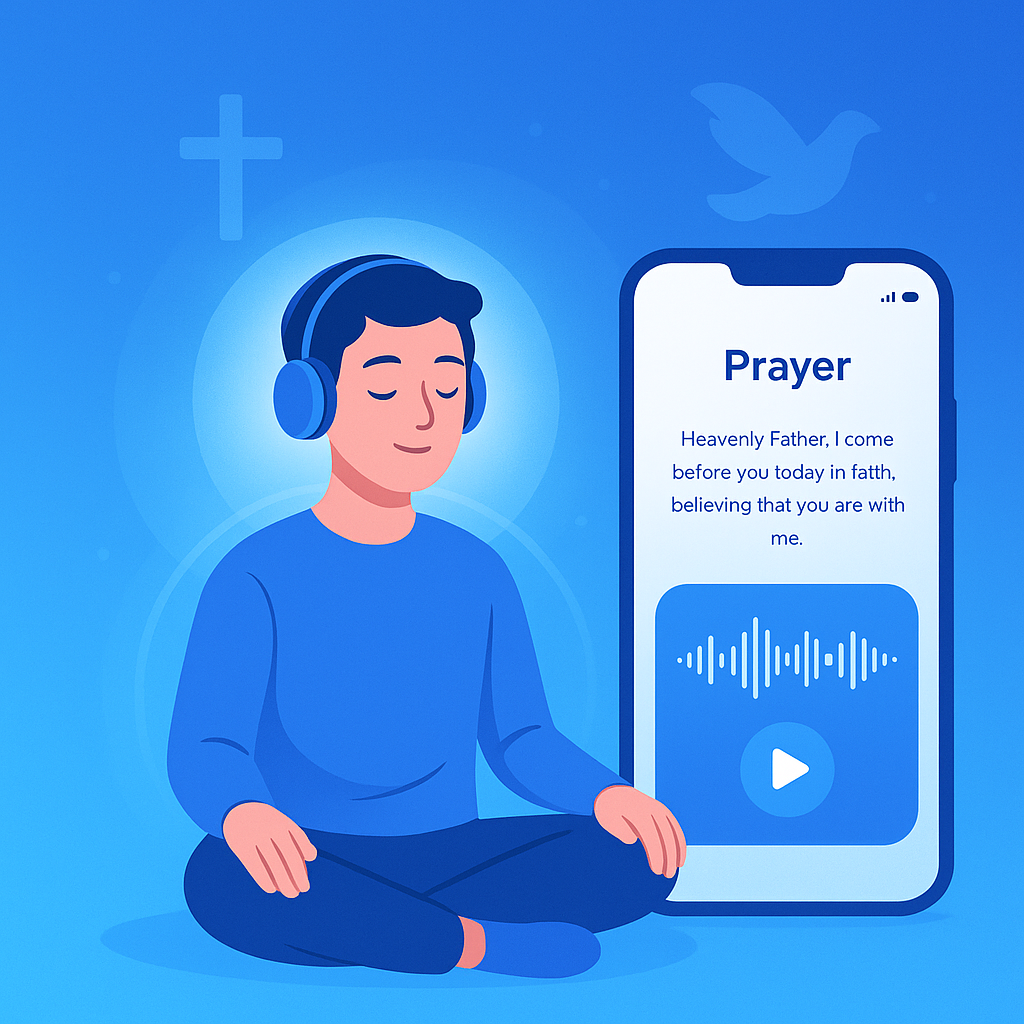 Prayer
Heavenly Father, I come
before you today in fatth,
believing that you are with
me.